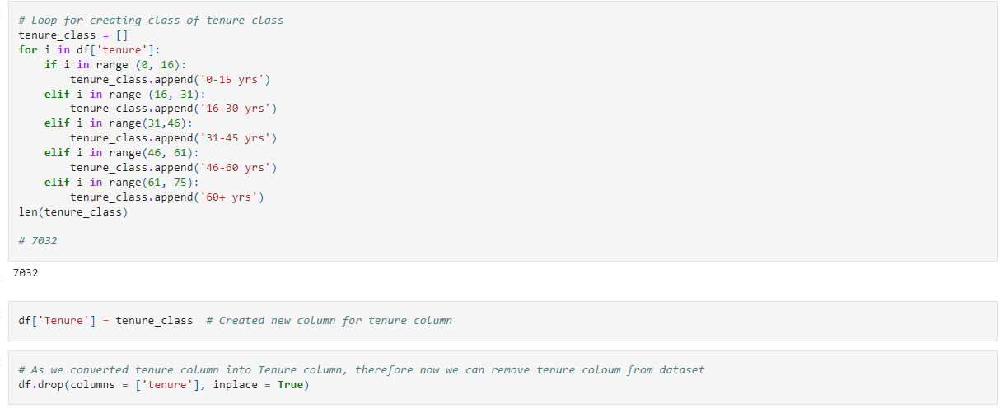 # Loop for creating class of tenure class
tenure_class = []
for i in df['tenure']:
    if i in range (0, 16):
        tenure_class.append('0-15 yrs')
    elif i in range (16, 31):
        tenure_class.append('16-30 yrs')
    elif i in range(31,46):
        tenure_class.append('31-45 yrs')
    elif i in range(46, 61):
        tenure_class.append('46-60 yrs')
    elif i in range(61, 75):
        tenure_class.append('60+ yrs')
len(tenure_class)
# 7032
7032
df['Tenure'] = tenure_class  # Created new column for tenure column
# As we converted tenure column into Tenure column, therefore now we can remove tenure coloum from dataset
df.drop(columns = ['tenure'], inplace = True)